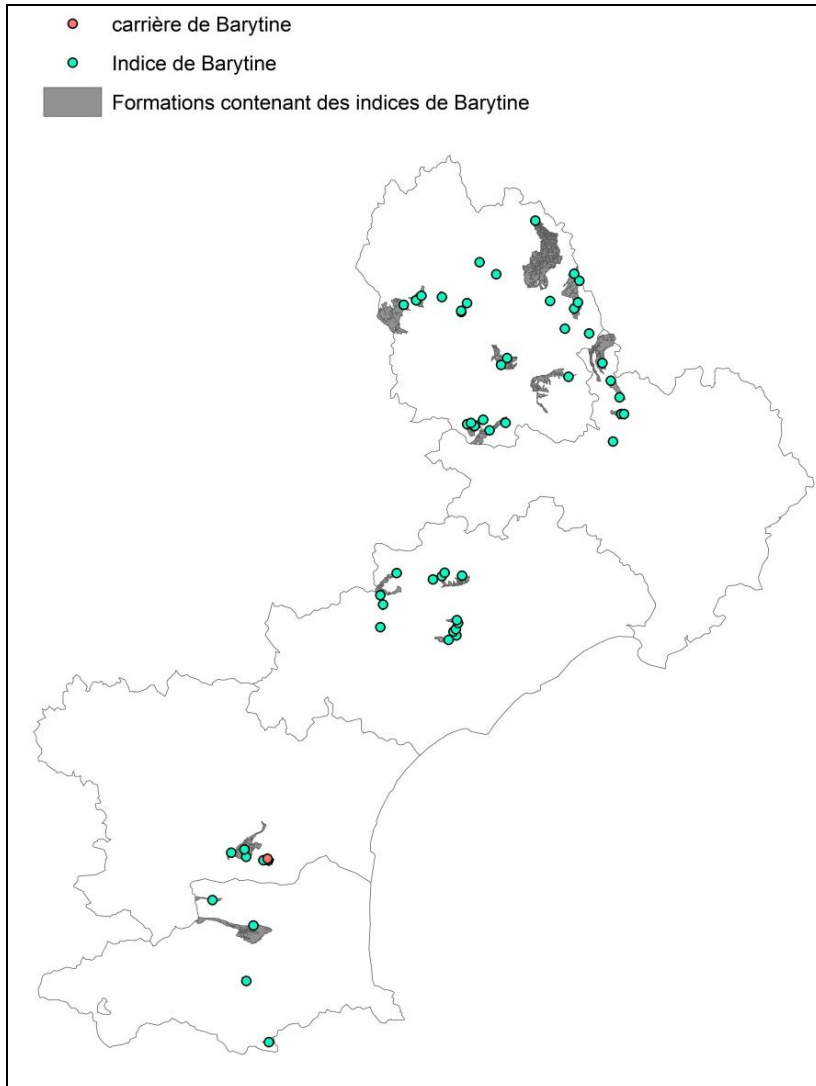 carrière de Barytine
Indice de Barytine
Formations contenant des indices de Barytine